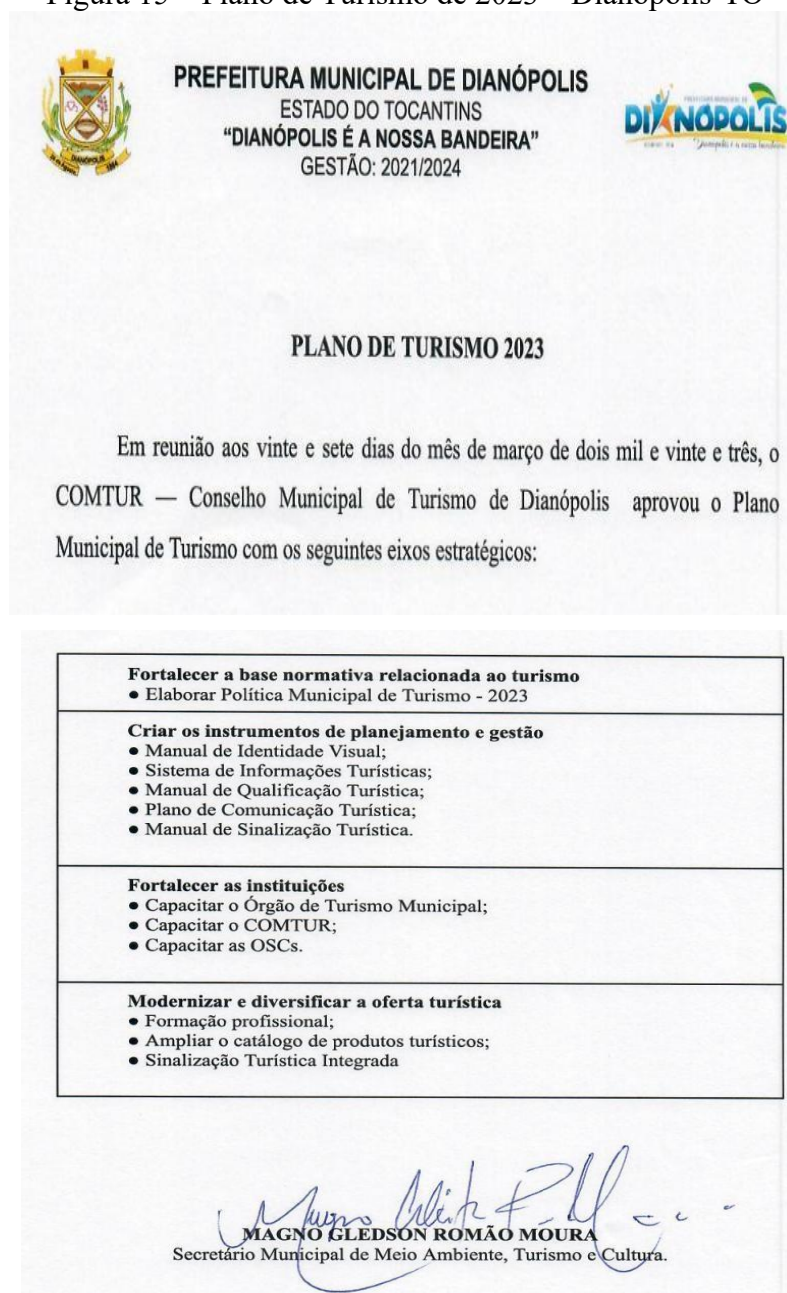 Figura 15 – Plano de Turismo de 2023 – Dianópolis-TO
PREFEITURA MUNICIPAL DE DIANÓPOLIS
ESTADO DO TOCANTINS
“DIANÓPOLIS É A NOSSA BANDEIRA”
GESTÃO: 2021/2024
DIANÓPOLIS
DIANÓPOLIS
1884
PLANO DE TURISMO 2023
Em reunião aos vinte e sete dias do mês de março de dois mil e vinte e três, o
COMTUR — Conselho Municipal de Turismo de Dianópolis aprovou o Plano
Municipal de Turismo com os seguintes eixos estratégicos:
Fortalecer a base normativa relacionada ao turismo
● Elaborar Política Municipal de Turismo - 2023
Criar os instrumentos de planejamento e gestão
● Manual de Identidade Visual;
● Sistema de Informações Turísticas;
● Manual de Qualificação Turística;
● Plano de Comunicação Turística;
● Manual de Sinalização Turística.
Fortalecer as instituições
● Capacitar o Órgão de Turismo Municipal;
● Capacitar o COMTUR;
● Capacitar as OSCs.
Modernizar e diversificar a oferta turística
● Formação profissional;
● Ampliar o catálogo de produtos turísticos;
● Sinalização Turística Integrada
MAGNO GLEDSON ROMÃO MOURA
Secretário Municipal de Meio Ambiente, Turismo e Cultura.